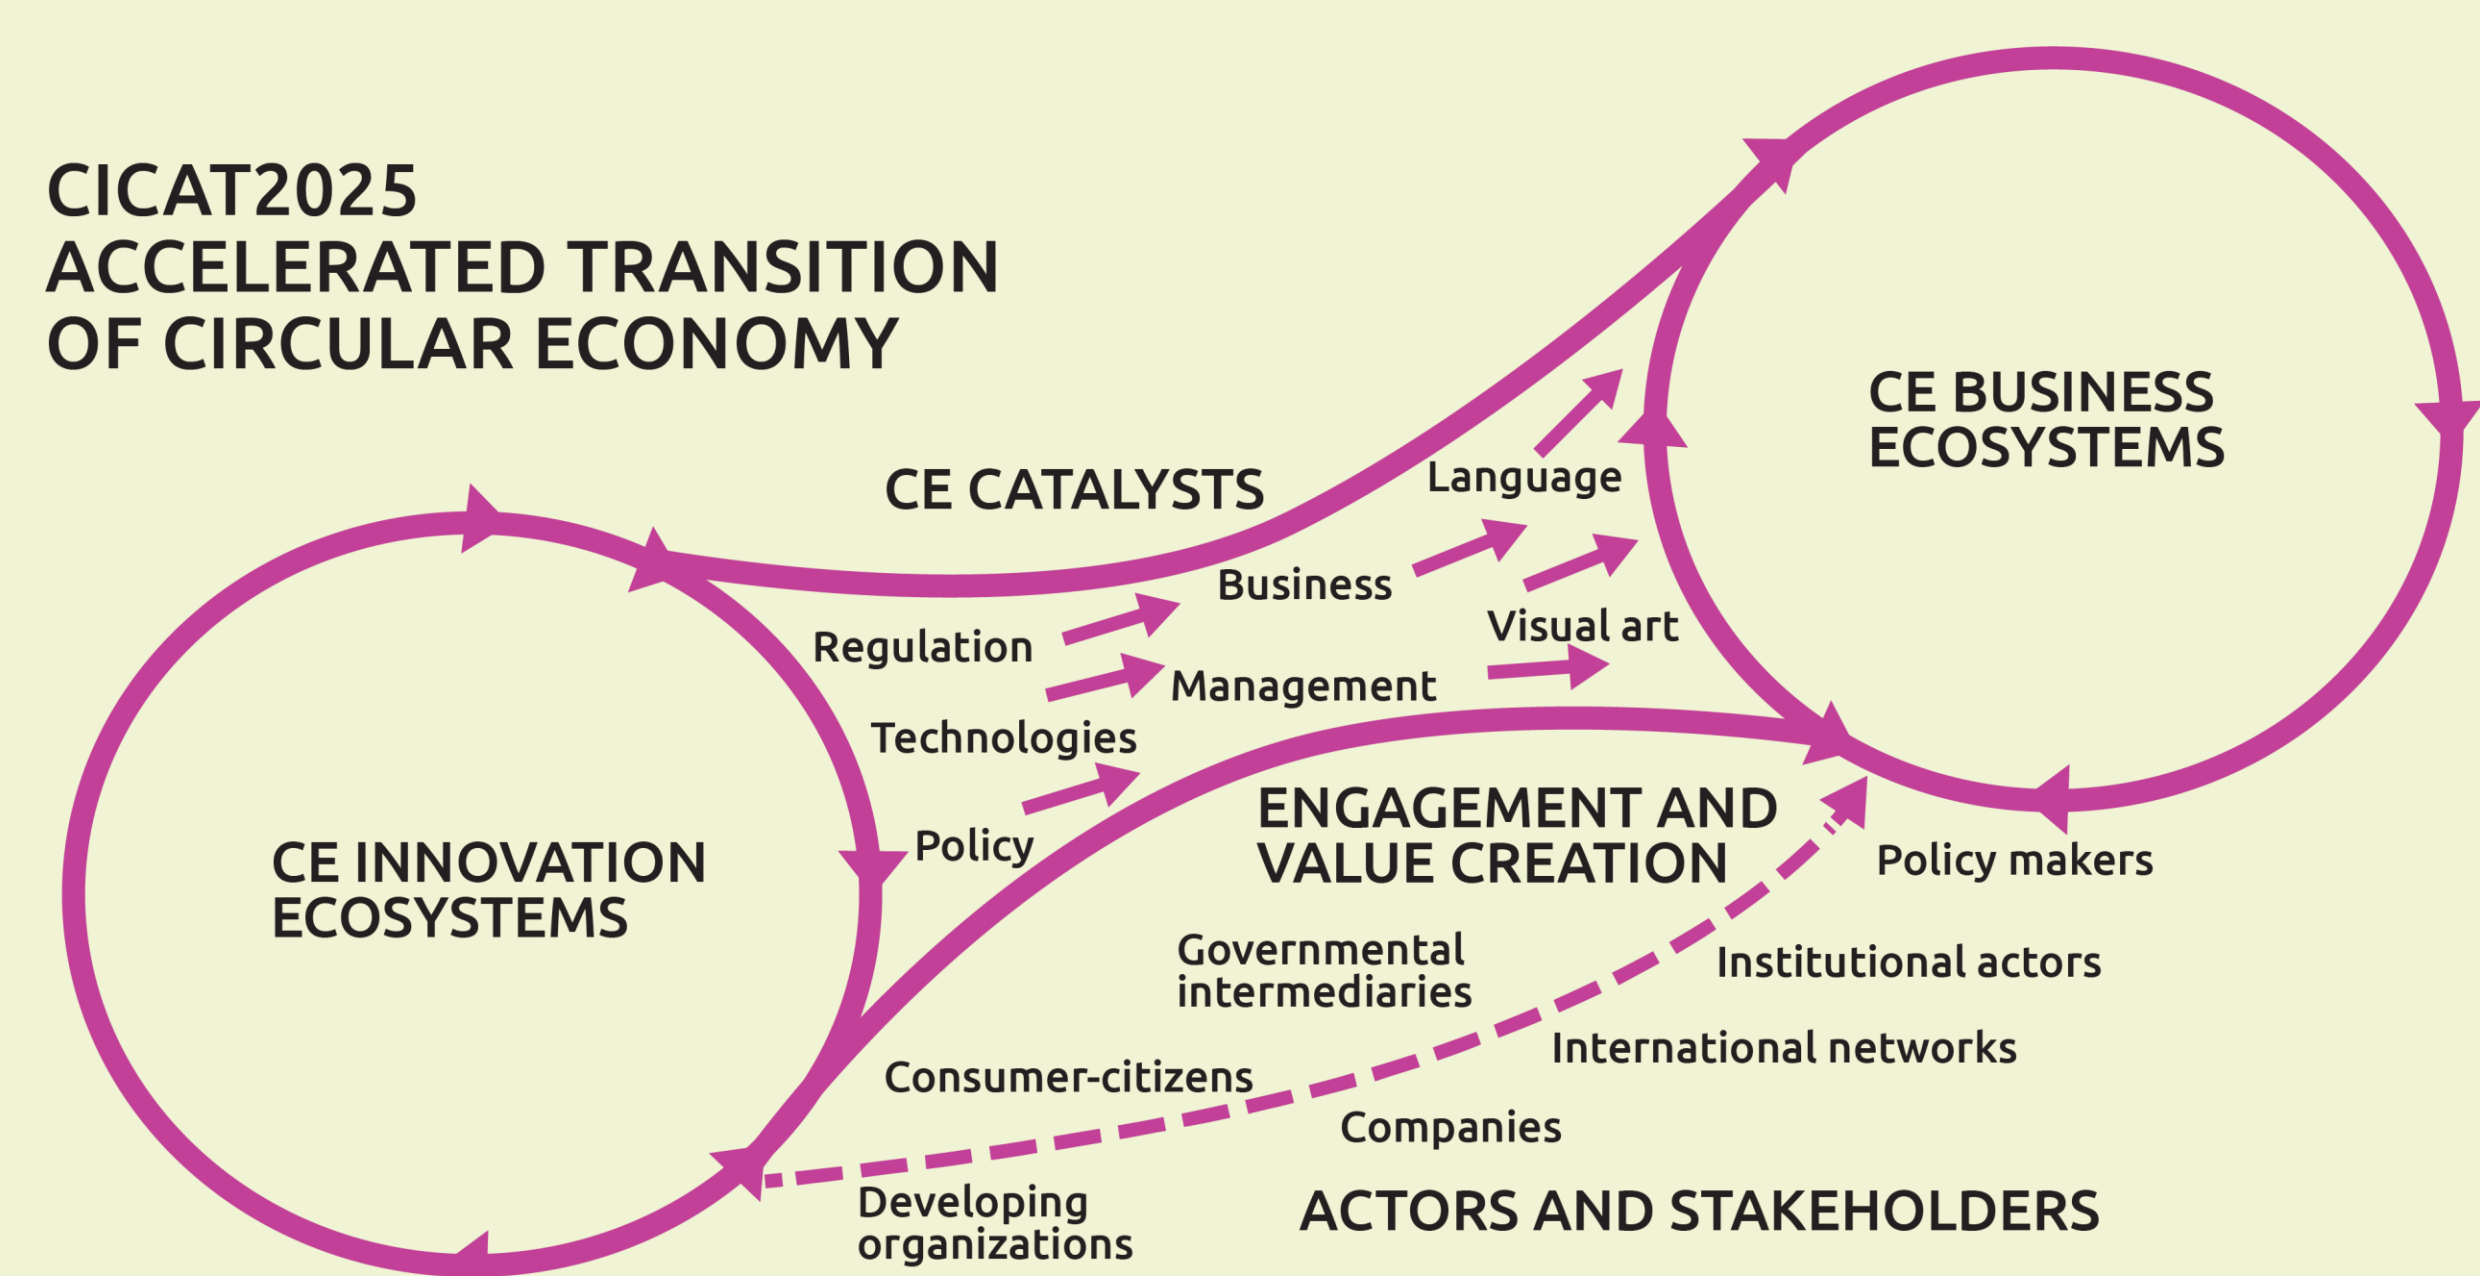 CICAT2025
ACCELERATED TRANSITION
OF CIRCULAR ECONOMY
CE CATALYSTS
Language
Business
Visual art
Regulation
Management
Technologies
Policy
CE BUSINESS
ECOSYSTEMS
CE INNOVATION
ECOSYSTEMS
ENGAGEMENT AND
VALUE CREATION
Policy makers
Governmental
intermediaries
Institutional actors
International networks
Consumer-citizens
Companies
Developing
organizations
ACTORS AND STAKEHOLDERS